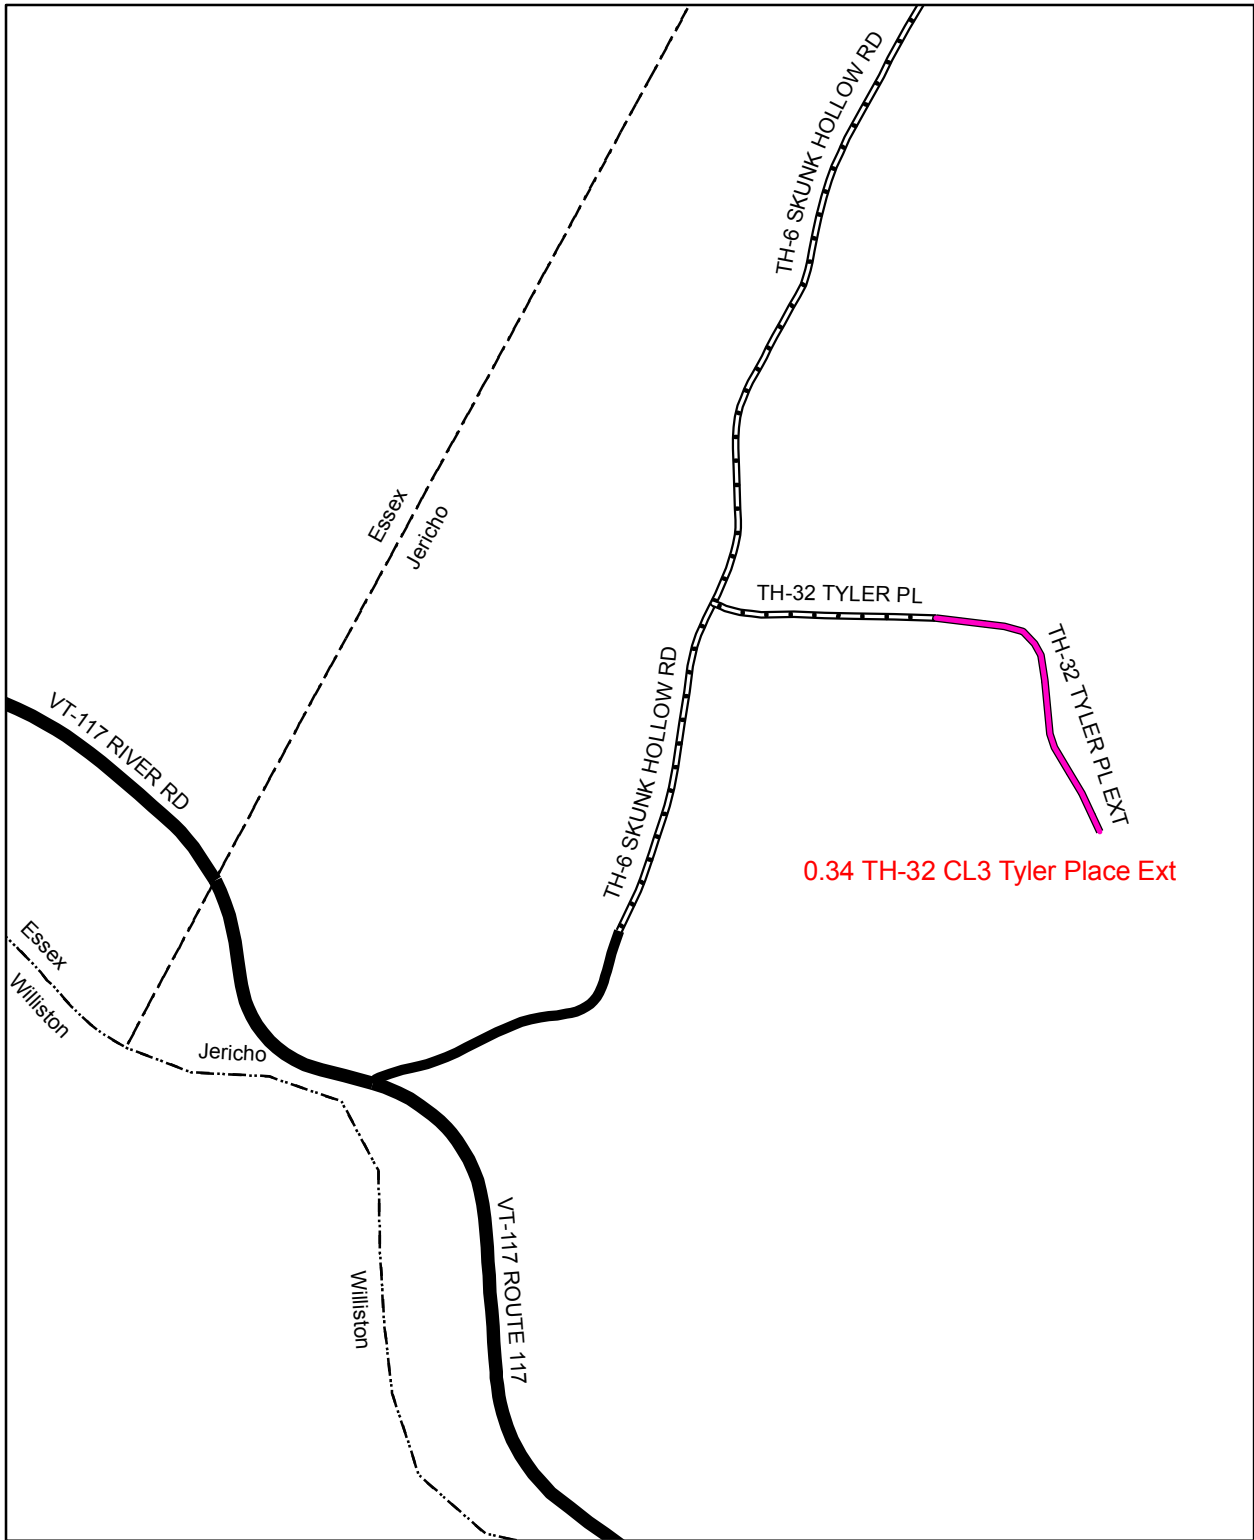 TH-6 SKUNK HOLLOW RD
Essex
Jericho
TH-32 TYLER PL
TH-32 TYLER PL EXT
TH-6 SKUNK HOLLOW RD
VT-117 RIVER RD
0.34 TH-32 CL3 Tyler Place Ext
Essex
Williston
Jericho
VT-117 ROUTE 117
Williston